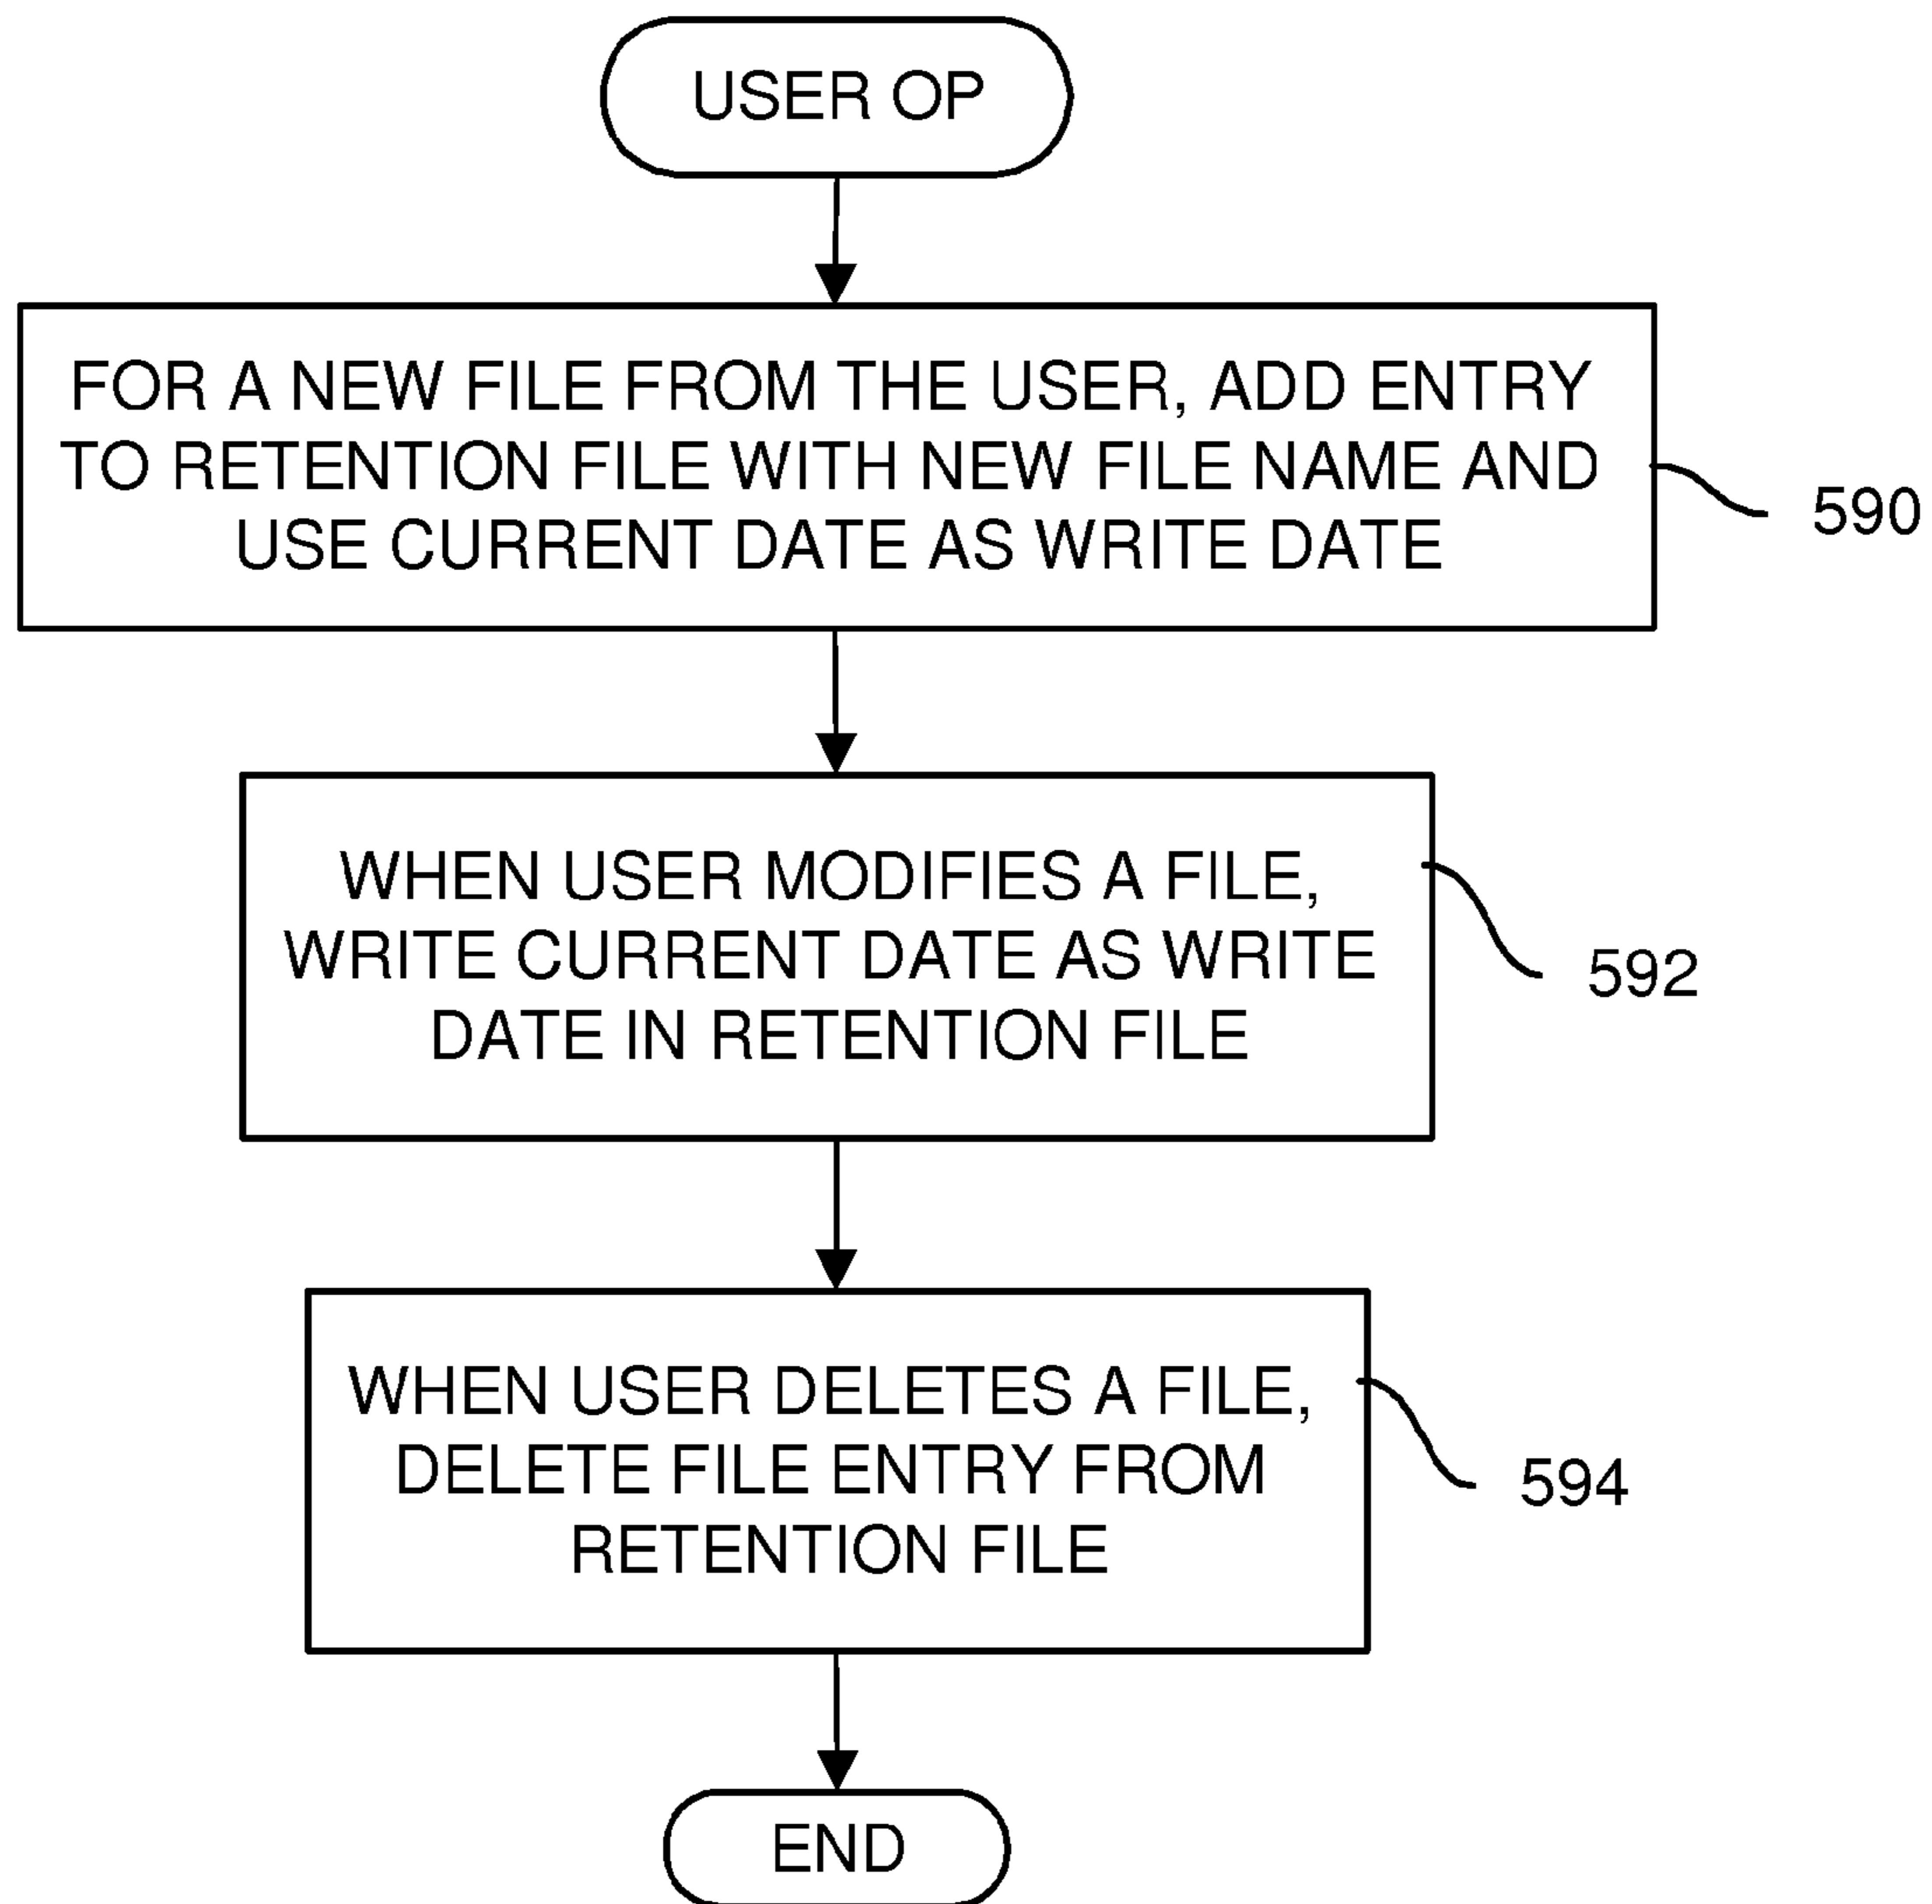 USER OP
FOR A NEW FILE FROM THE USER, ADD ENTRY
TO RETENTION FILE WITH NEW FILE NAME AND
USE CURRENT DATE AS WRITE DATE
590
WHEN USER MODIFIES A FILE,
WRITE CURRENT DATE AS WRITE
DATE IN RETENTION FILE
592
WHEN USER DELETES A FILE,
DELETE FILE ENTRY FROM
RETENTION FILE
594
END